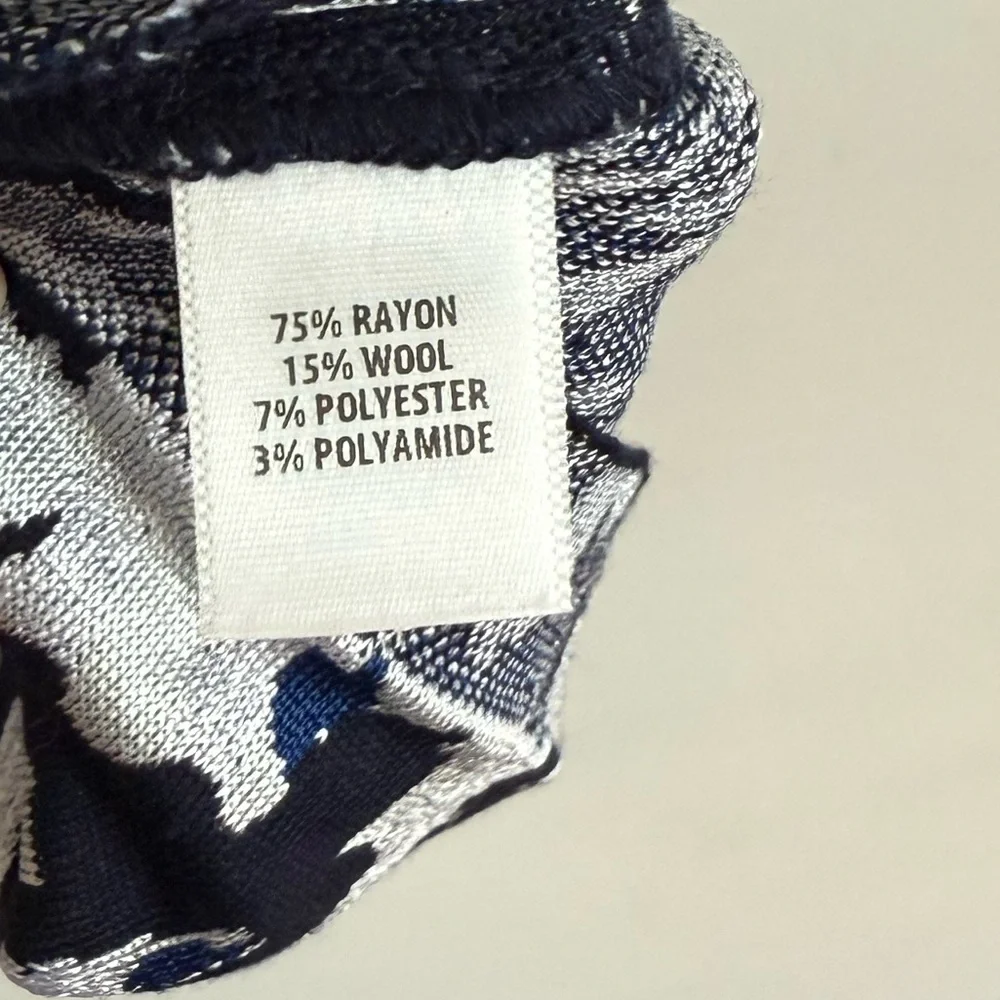 75% RAYON
15% WOOL
7% POLYESTER
3% POLYAMIDE